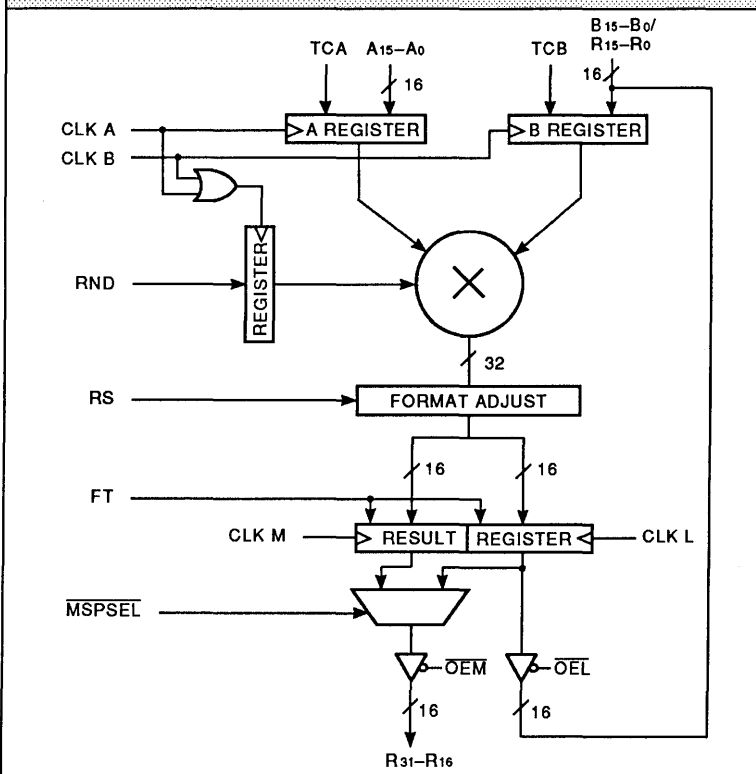 B15–B0/
TCA A15–A0 TCB R15–R0
16 16
CLK A A REGISTER B REGISTER
CLK B
REGISTER
RND
32
RS FORMAT ADJUST
16 16
FT
CLK M RESULT REGISTER CLK L
MSPSEL
OEM OEL
16 16
R31–R16